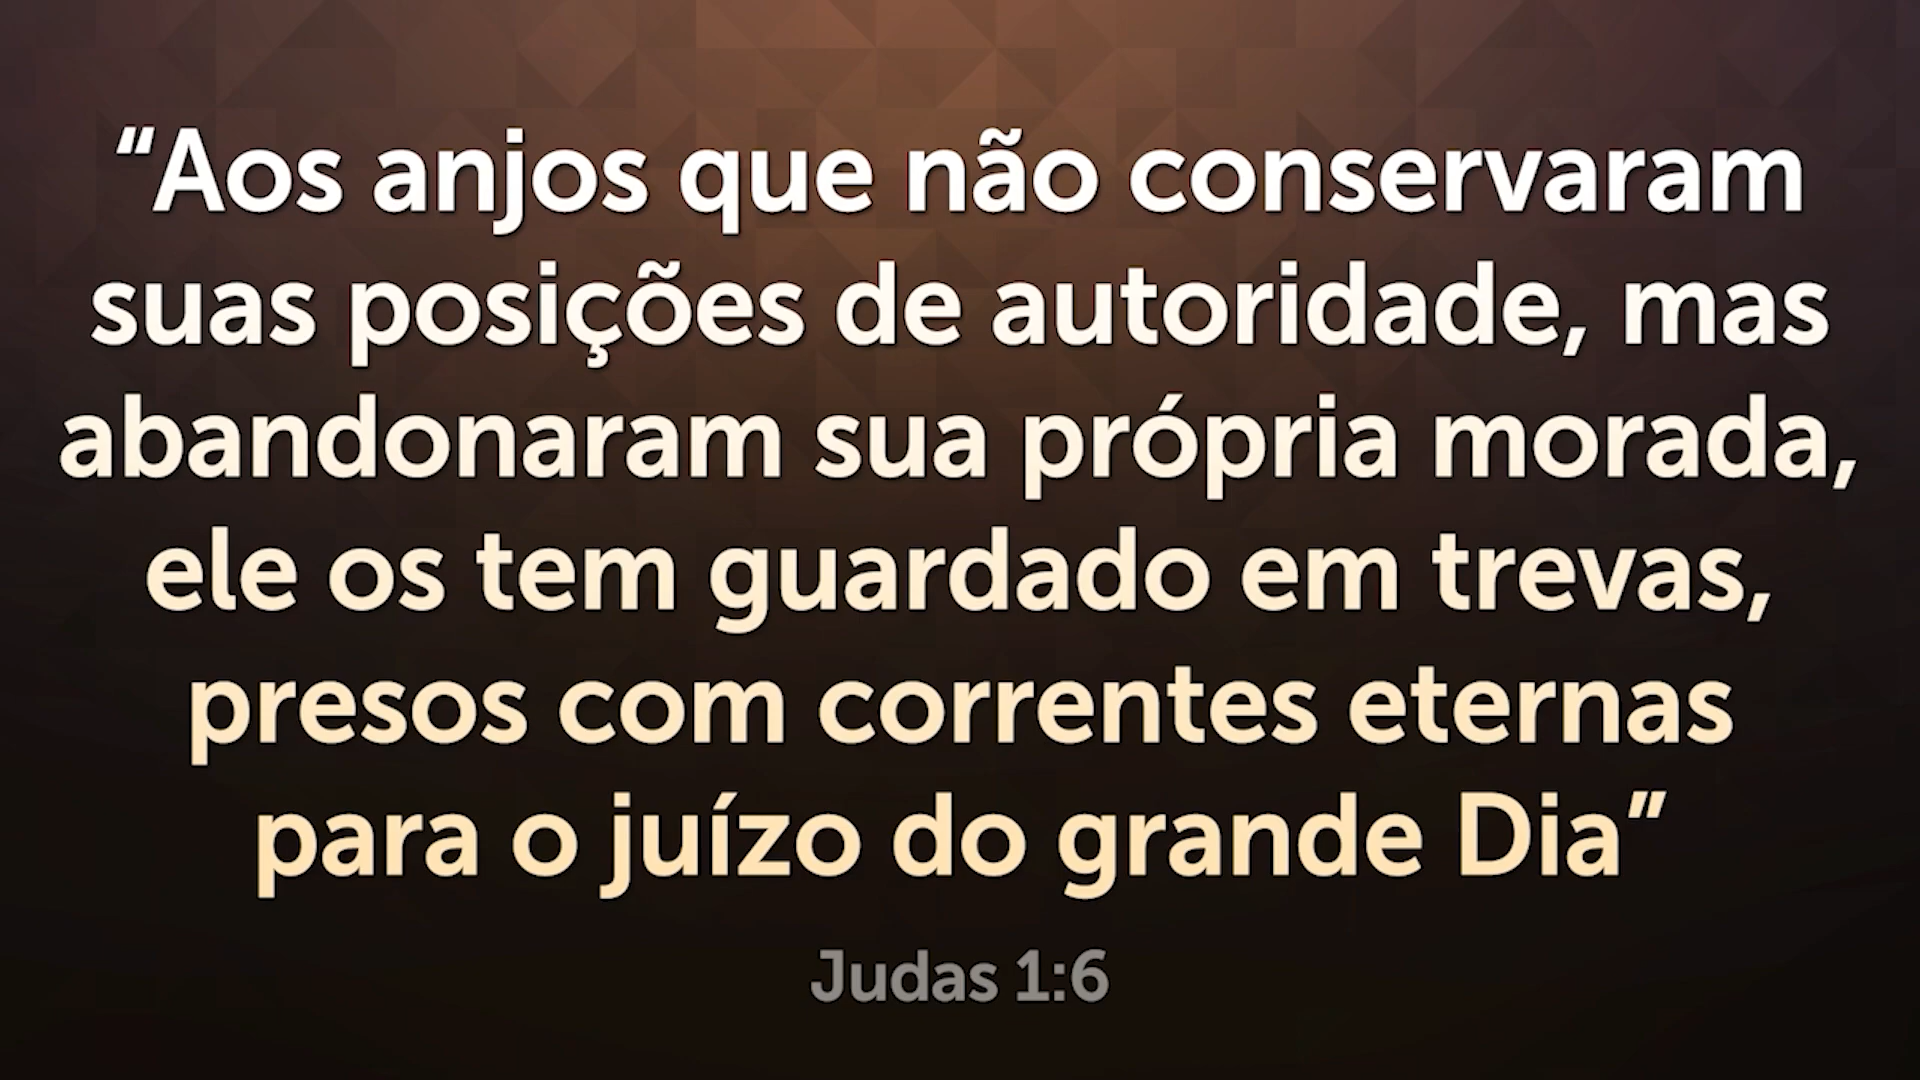 “Aos anjos que não conservaram
suas posições de autoridade, mas
abandonaram sua própria morada,
ele os tem guardado em trevas,
presos com correntes eternas
para o juízo do grande Dia”
Judas 1:6